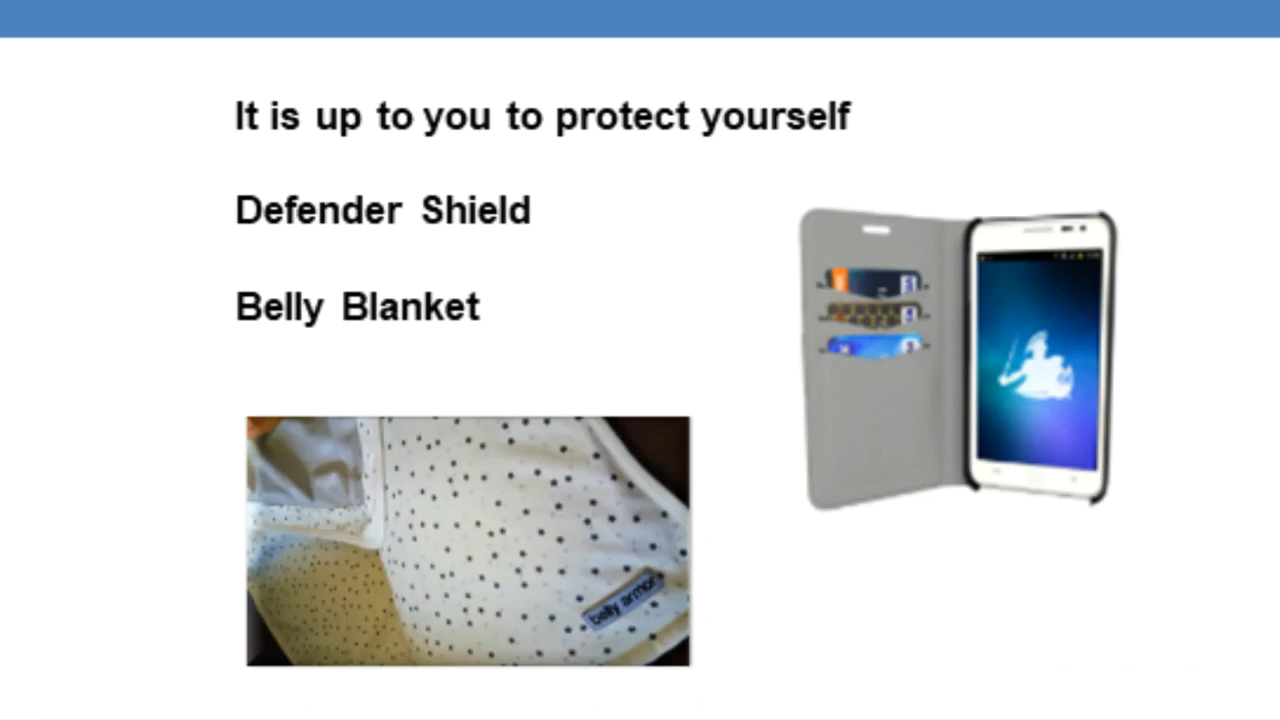 It is up to you to protect yourself
Defender Shield
Belly Blanket
belly armor